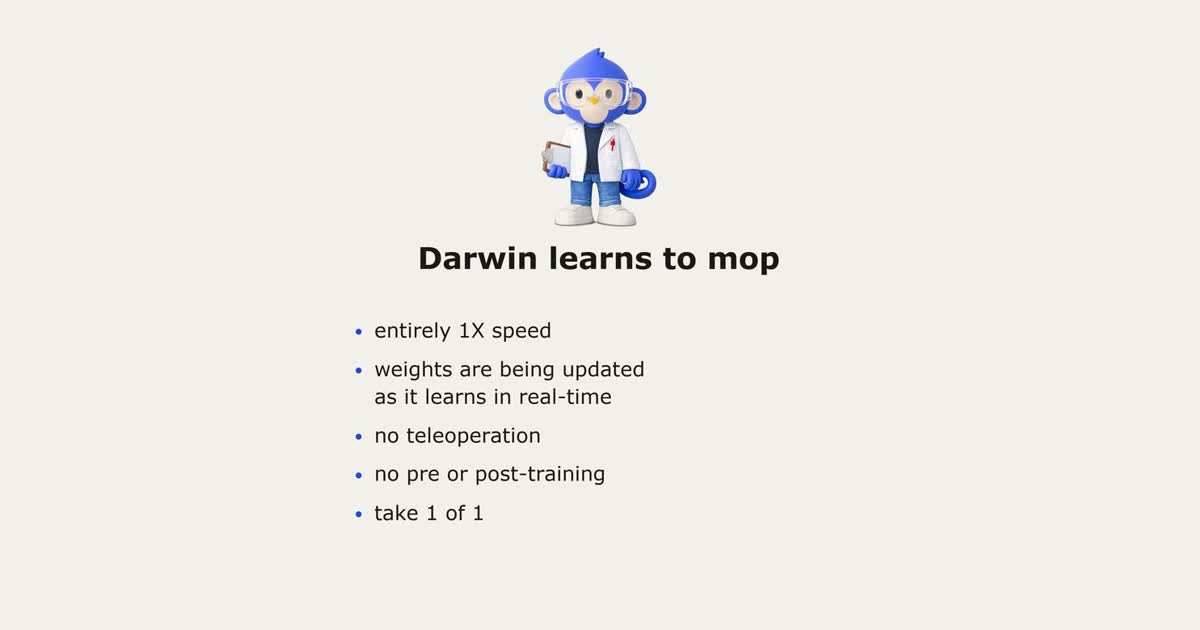 Darwin learns to mop
• entirely 1X speed
• weights are being updated
as it learns in real-time
• no teleoperation
• no pre or post-training
• take 1 of 1